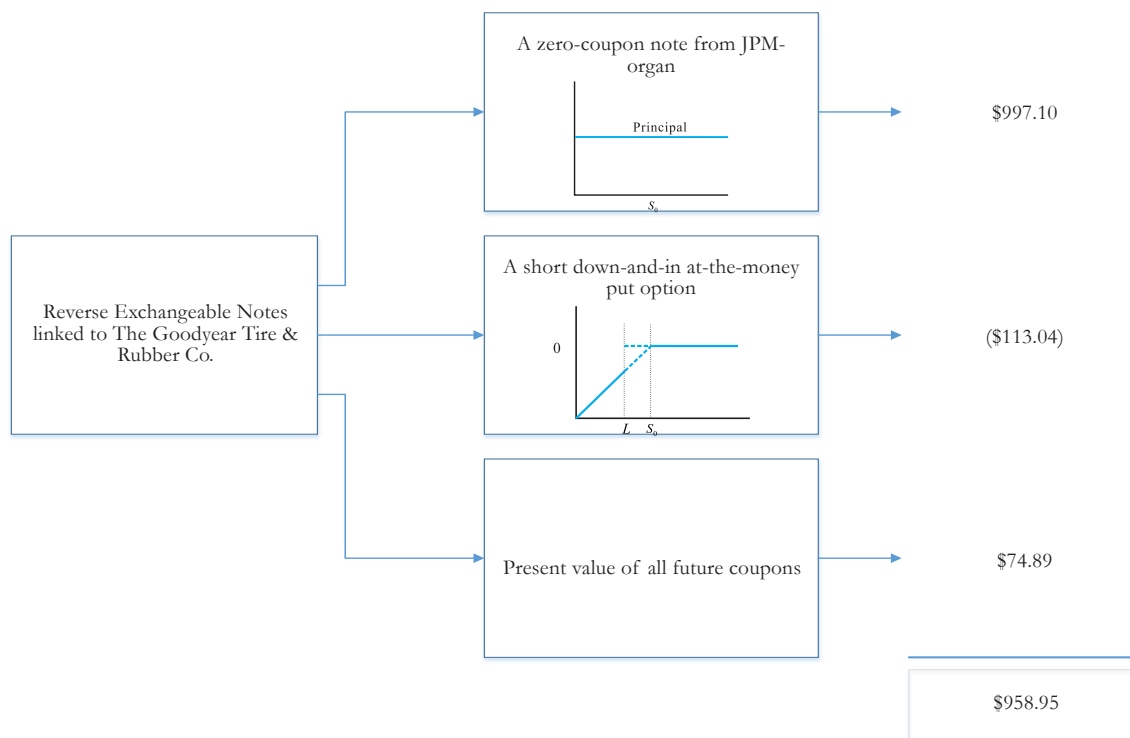 A zero-coupon note from JPM-
organ
Principal
S₀
$997.10
Reverse Exchangeable Notes
linked to The Goodyear Tire &
Rubber Co.
A short down-and-in at-the-money
put option
0
L S₀
($113.04)
Present value of all future coupons
$74.89
$958.95